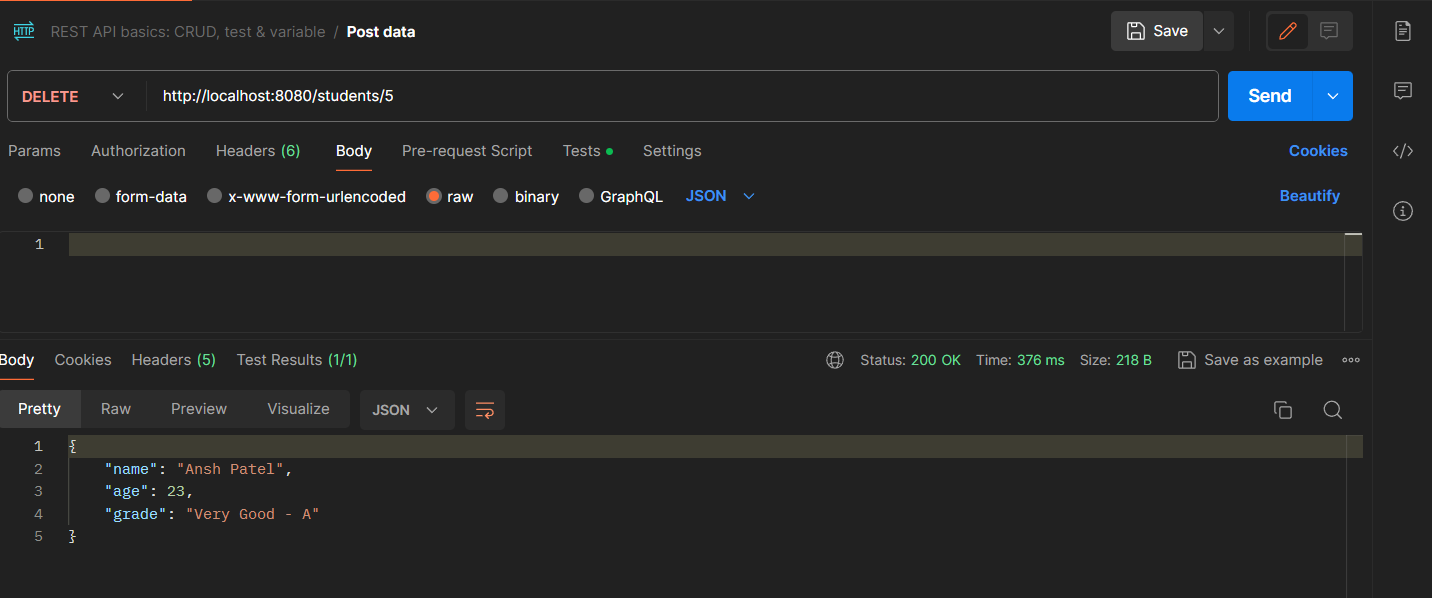 HTTP REST API basics: CRUD, test & variable / Post data Save
DELETE http://localhost:8080/students/5 Send
Params Authorization Headers (6) Body Pre-request Script Tests Settings Cookies
none form-data x-www-form-urlencoded raw binary GraphQL JSON Beautify
1
Body Cookies Headers (5) Test Results (1/1) Status: 200 OK Time: 376 ms Size: 218 B Save as example
Pretty Raw Preview Visualize JSON
1 {
2 "name": "Ansh Patel",
3 "age": 23,
4 "grade": "Very Good - A"
5 }